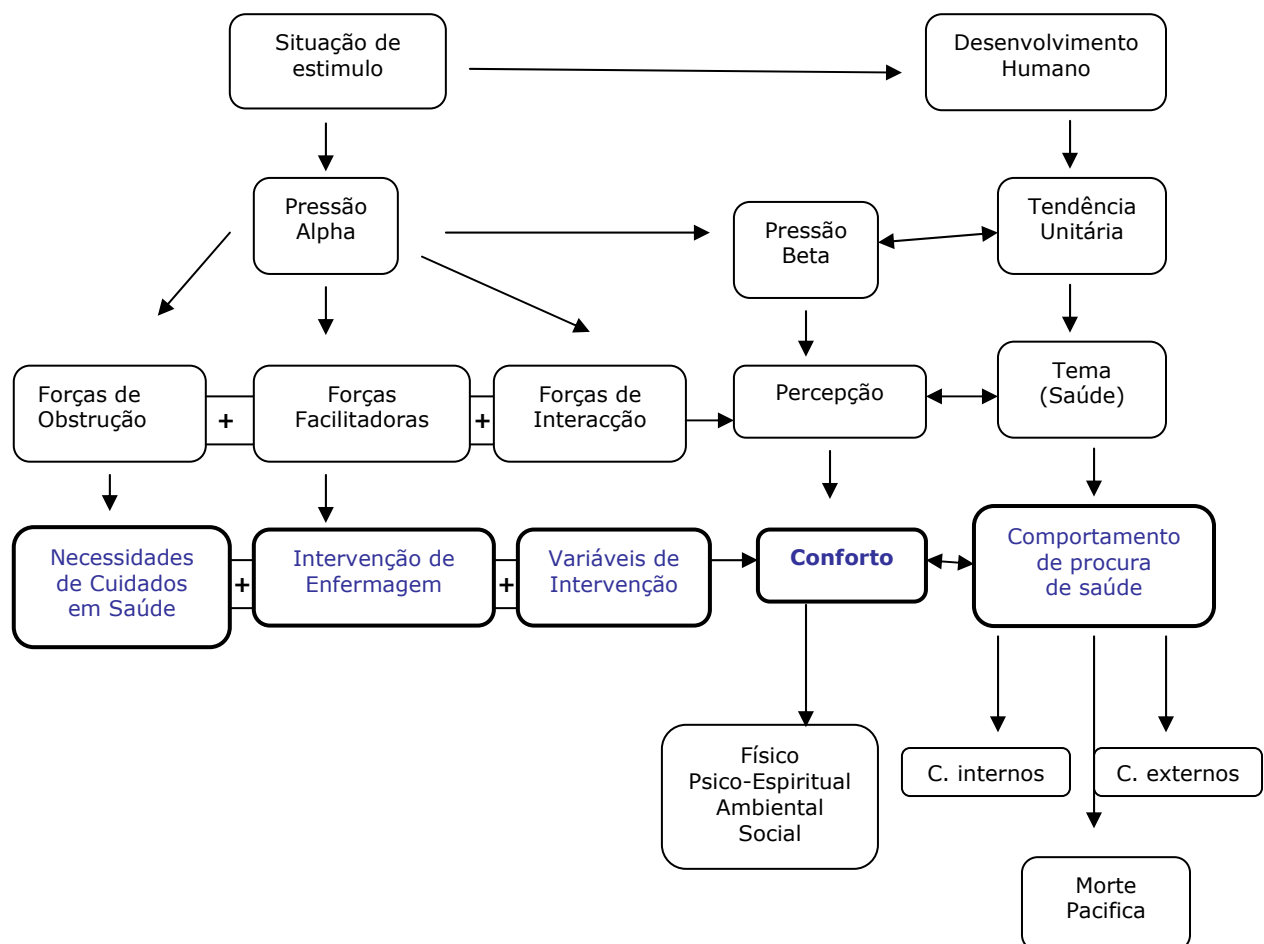 Situação de
estimulo
Desenvolvimento
Humano
Pressão
Alpha
Pressão
Beta
Tendência
Unitária
Forças de
Obstrução
+
Forças
Facilitadoras
+
Forças de
Interacção
Percepção
Tema
(Saúde)
Necessidades
de Cuidados
em Saúde
+
Intervenção de
Enfermagem
+
Variáveis de
Intervenção
Conforto
Comportamento
de procura
de saúde
Físico
Psico-Espiritual
Ambiental
Social
C. internos
C. externos
Morte
Pacifica